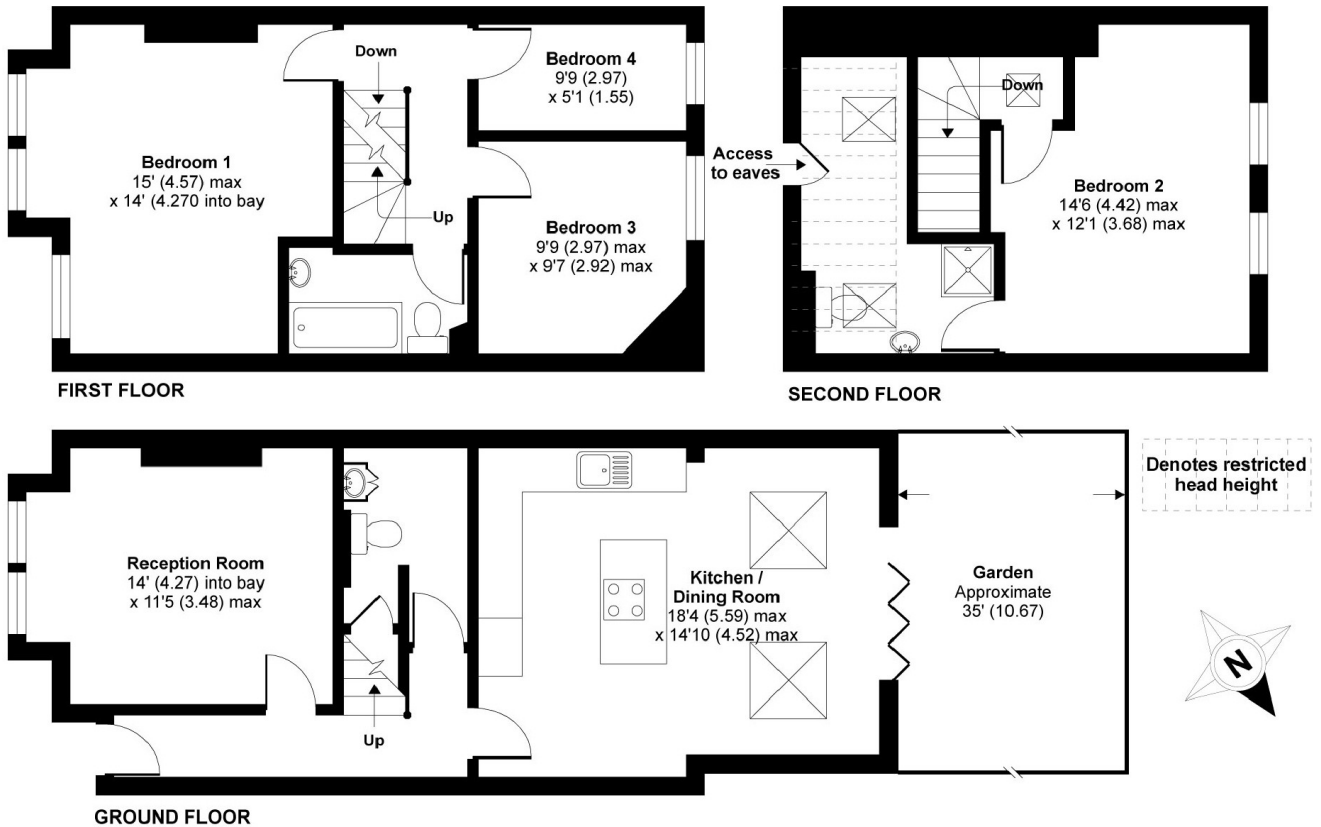 Down
Bedroom 4
9'9 (2.97)
x 5'1 (1.55)
Bedroom 1
15' (4.57) max
x 14' (4.270 into bay
Up
Bedroom 3
9'9 (2.97) max
x 9'7 (2.92) max
FIRST FLOOR
Down
Access
to eaves
Bedroom 2
14'6 (4.42) max
x 12'1 (3.68) max
SECOND FLOOR
Reception Room
14' (4.27) into bay
x 11'5 (3.48) max
Up
Kitchen /
Dining Room
18'4 (5.59) max
x 14'10 (4.52) max
Garden
Approximate
35' (10.67)
Denotes restricted
head height
N
GROUND FLOOR